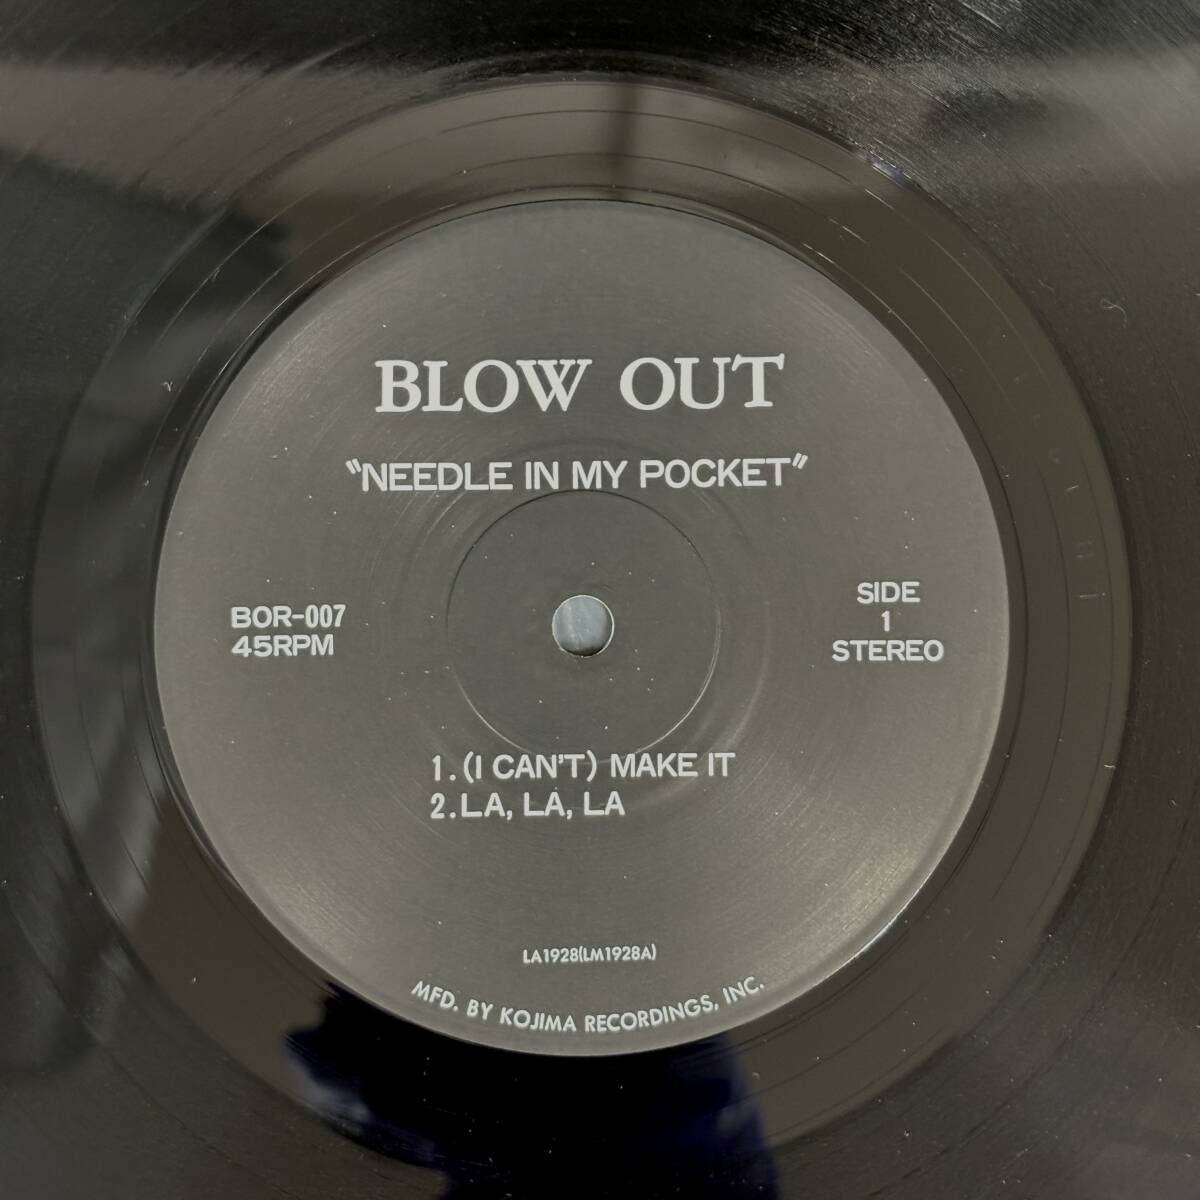 BLOW OUT
"NEEDLE IN MY POCKET"
BOR-007
45RPM
SIDE
1
STEREO
1. (I CAN'T) MAKE IT
2. LA, LA, LA
LA1928(LM1928A)
MFD. BY KOJIMA RECORDINGS, INC.